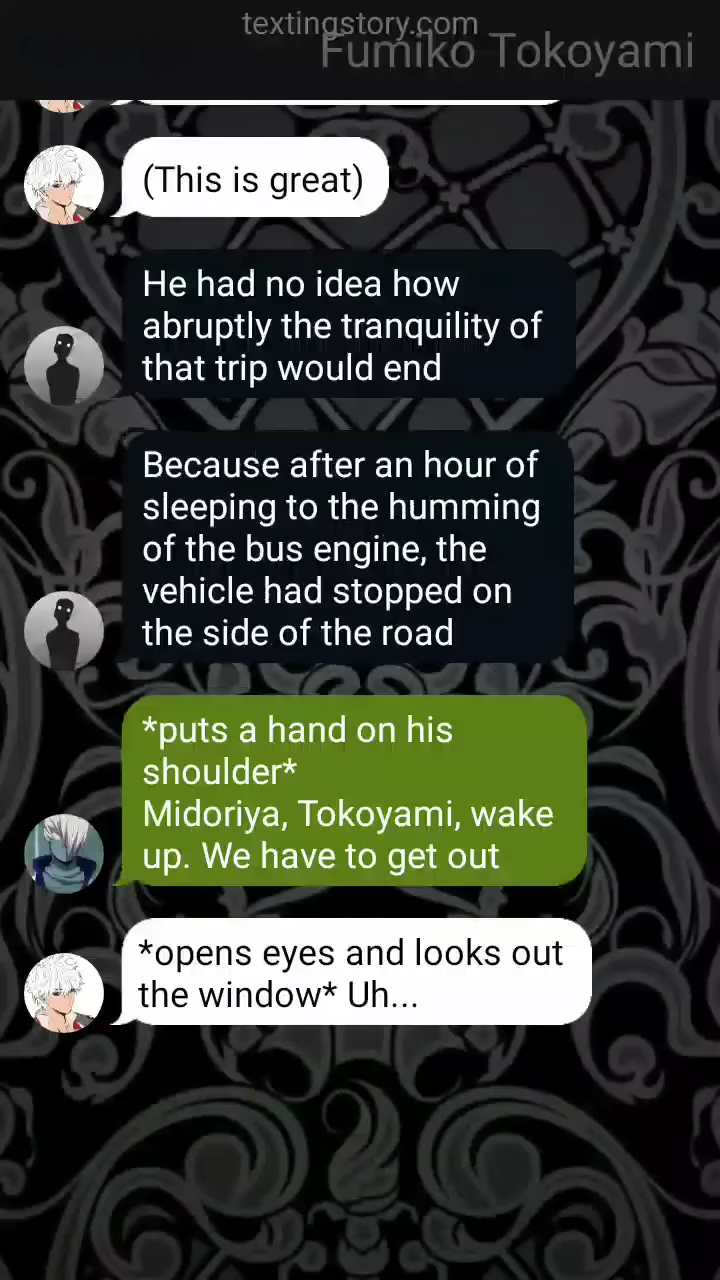 textingstory.com
Fumiko Tokoyami
(This is great)
He had no idea how
abruptly the tranquility of
that trip would end
Because after an hour of
sleeping to the humming
of the bus engine, the
vehicle had stopped on
the side of the road
*puts a hand on his
shoulder*
Midoriya, Tokoyami, wake
up. We have to get out
*opens eyes and looks out
the window* Uh...